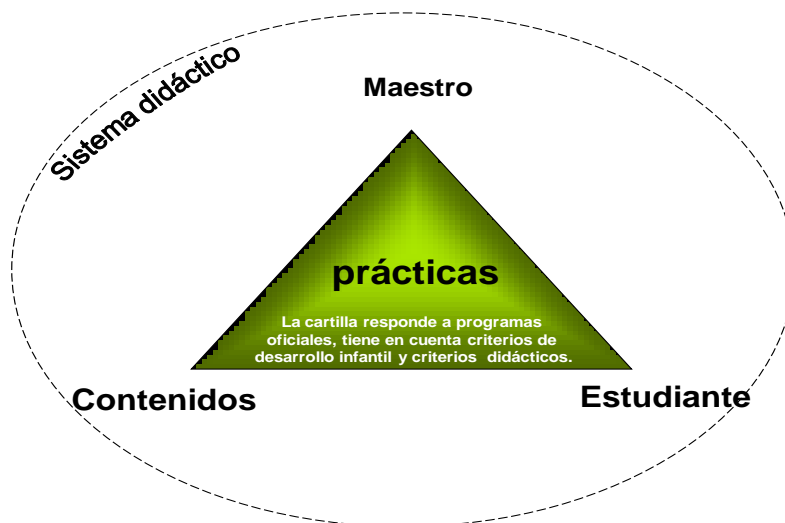 Sistema didáctico
Maestro
prácticas
La cartilla responde a programas
oficiales, tiene en cuenta criterios de
desarrollo infantil y criterios didácticos.
Contenidos
Estudiante